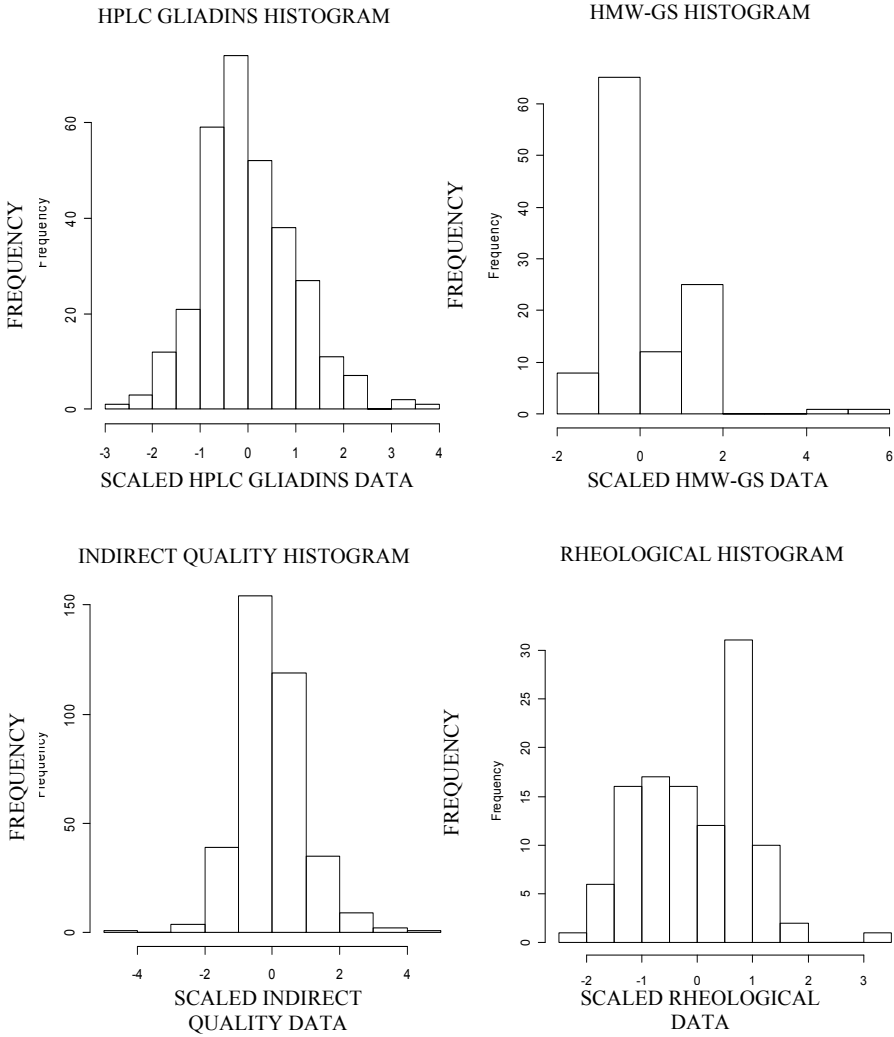 HPLC GLIADINS HISTOGRAM
FREQUENCY
Frequency
0
20
40
60
-3
-2
-1
0
1
2
3
4
SCALED HPLC GLIADINS DATA
HMW-GS HISTOGRAM
FREQUENCY
Frequency
0
10
20
30
40
50
60
-2
0
2
4
6
SCALED HMW-GS DATA
INDIRECT QUALITY HISTOGRAM
FREQUENCY
Frequency
0
50
100
150
-4
-2
0
2
4
SCALED INDIRECT
QUALITY DATA
RHEOLOGICAL HISTOGRAM
FREQUENCY
Frequency
0
5
10
15
20
25
30
-2
-1
0
1
2
3
SCALED RHEOLOGICAL
DATA